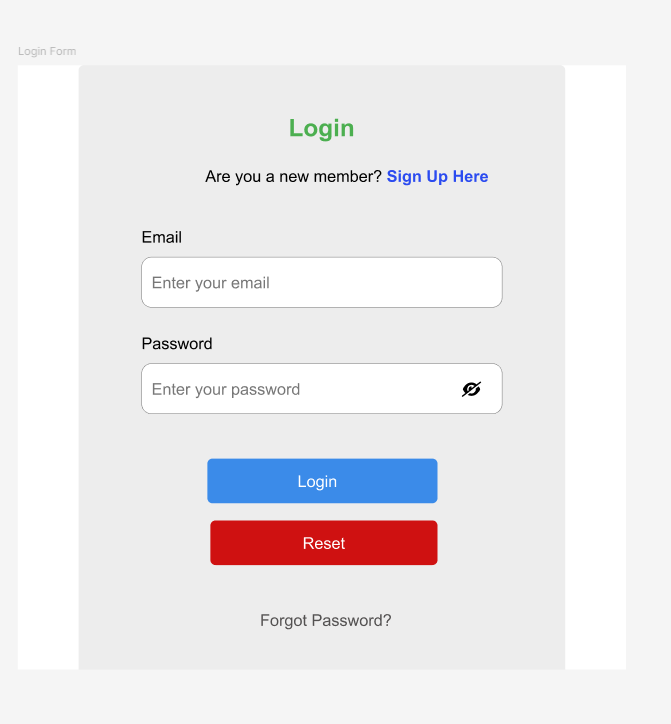 Login Form
Login
Are you a new member? Sign Up Here
Email
Enter your email
Password
Enter your password
Login
Reset
Forgot Password?